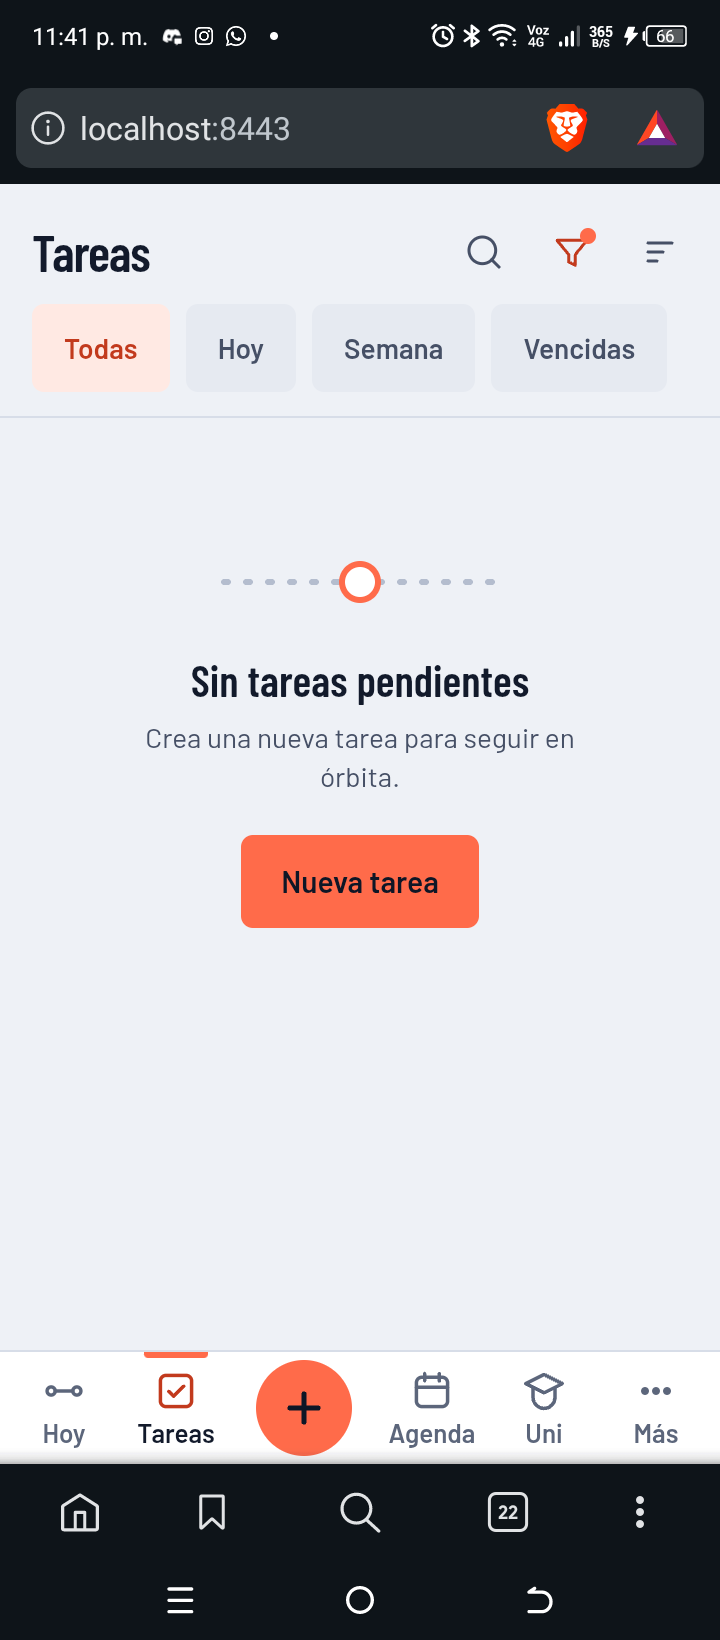 11:41 p. m.
Voz
4G
365
B/S
66
localhost:8443
Tareas
Todas
Hoy
Semana
Vencidas
Sin tareas pendientes
Crea una nueva tarea para seguir en
órbita.
Nueva tarea
Hoy
Tareas
Agenda
Uni
Más
22